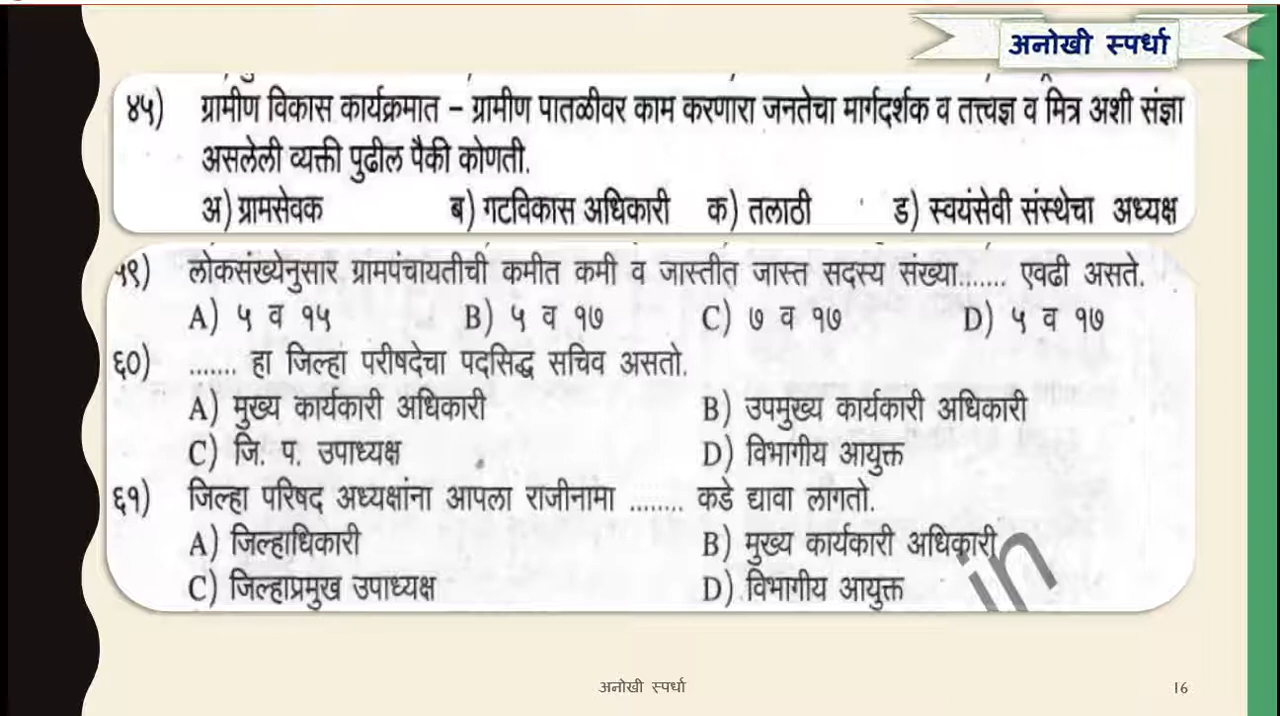 अनोखी स्पर्धा
४५) ग्रामीण विकास कार्यक्रमात – ग्रामीण पातळीवर काम करणारा जनतेचा मार्गदर्शक व तत्त्वज्ञ व मित्र अशी संज्ञा
असलेली व्यक्ती पुढील पैकी कोणती.
अ) ग्रामसेवक ब) गटविकास अधिकारी क) तलाठी ड) स्वयंसेवी संस्थेचा अध्यक्ष
५९) लोकसंख्येनुसार ग्रामपंचायतीची कमीत कमी व जास्तीत जास्त सदस्य संख्या....... एवढी असते.
A) ५ व १५ B) ५ व १७ C) ७ व १७ D) ५ व १७
६०) ....... हा जिल्हा परीषदेचा पदसिद्ध सचिव असतो.
A) मुख्य कार्यकारी अधिकारी B) उपमुख्य कार्यकारी अधिकारी
C) जि. प. उपाध्यक्ष D) विभागीय आयुक्त
६१) जिल्हा परिषद अध्यक्षांना आपला राजीनामा ........ कडे द्यावा लागतो.
A) जिल्हाधिकारी B) मुख्य कार्यकारी अधिकारी
C) जिल्हाप्रमुख उपाध्यक्ष D) विभागीय आयुक्त
in
अनोखी स्पर्धा 16